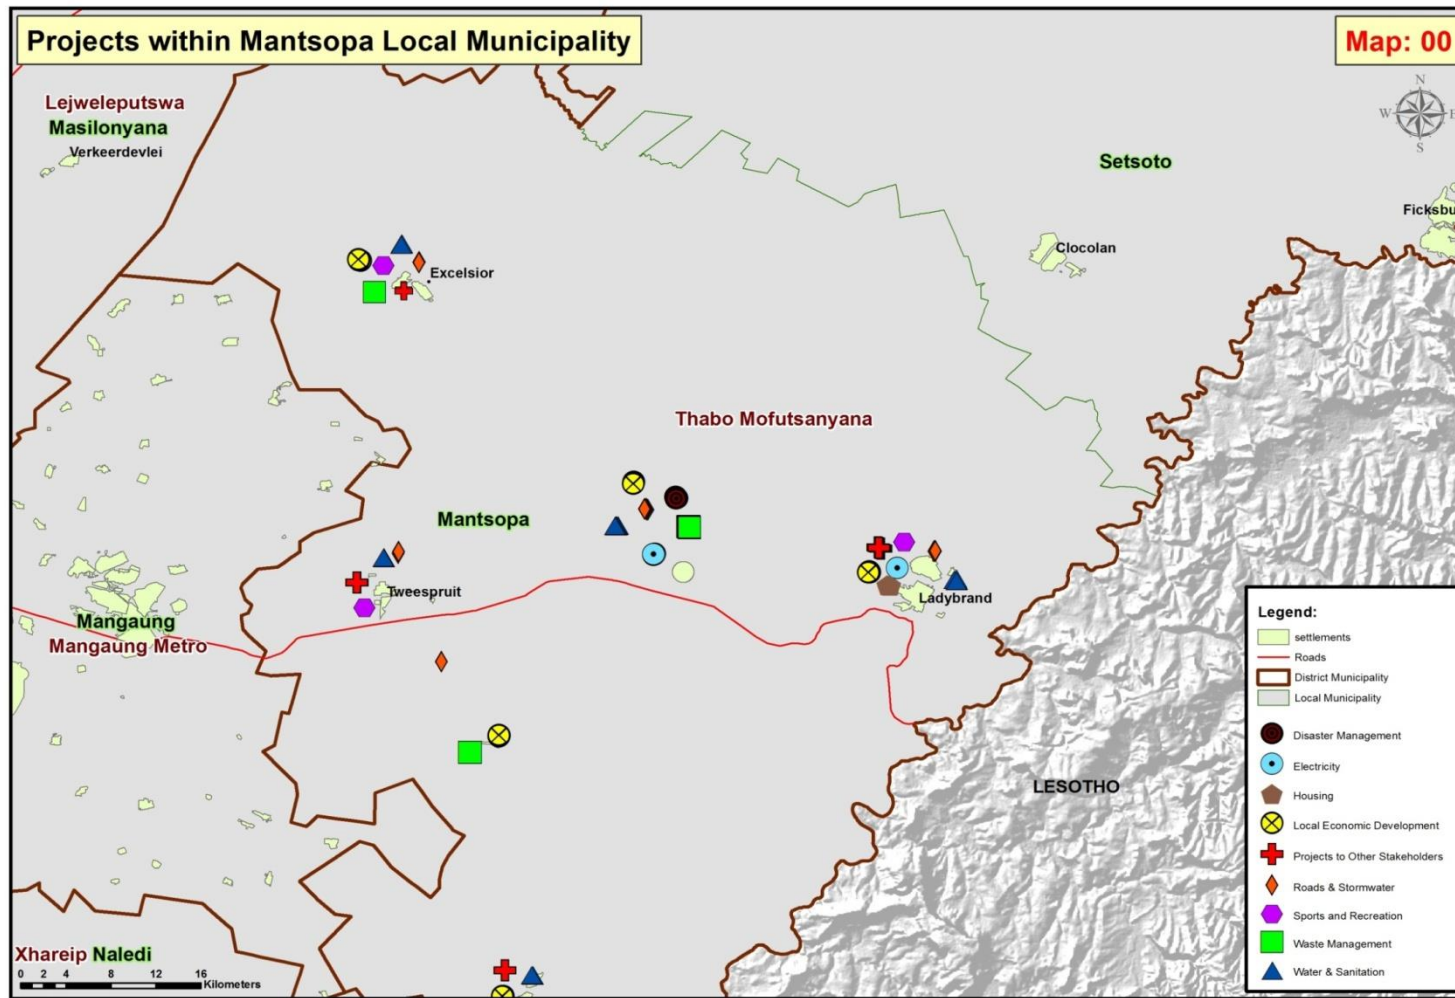 Projects within Mantsopa Local Municipality
Map: 00
N
W
E
S
Lejweleputswa
Masilonyana
Verkeerdevlei
Setsoto
Ficksbu
Clocolan
Excelsior
Thabo Mofutsanyana
Mantsopa
Tweespruit
Ladybrand
Mangaung
Mangaung Metro
LESOTHO
Legend:
settlements
Roads
District Municipality
Local Municipality
Disaster Management
Electricity
Housing
Local Economic Development
Projects to Other Stakeholders
Roads & Stormwater
Sports and Recreation
Waste Management
Water & Sanitation
Xhareip Naledi
0 2 4 8 12 16
Kilometers